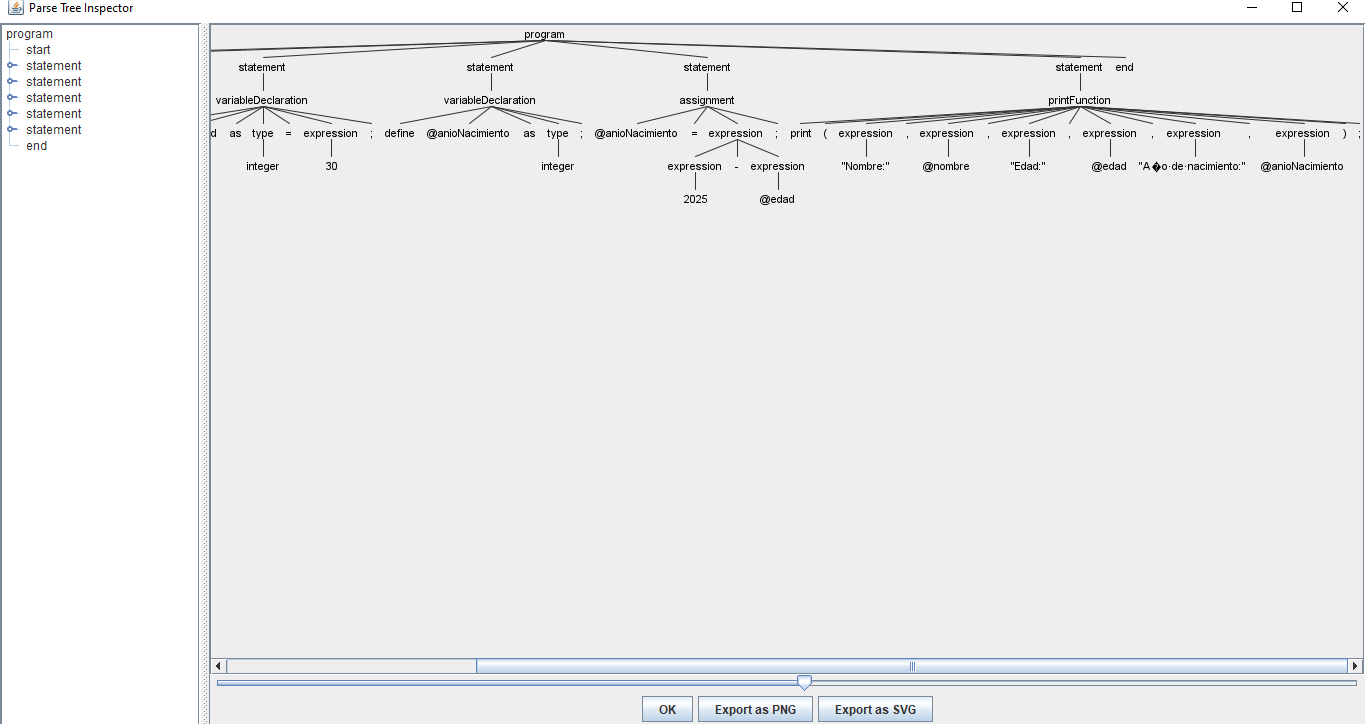 Parse Tree Inspector
program
start
statement
statement
statement
statement
statement
end
program
statement statement statement statement end
variableDeclaration variableDeclaration assignment printFunction
d as type = expression ; define @anioNacimiento as type ; @anioNacimiento = expression ; print ( expression , expression , expression , expression , expression , expression ) ;
integer 30 integer expression - expression "Nombre:" @nombre "Edad:" @edad "A�o·de·nacimiento:" @anioNacimiento
2025 @edad
OK Export as PNG Export as SVG